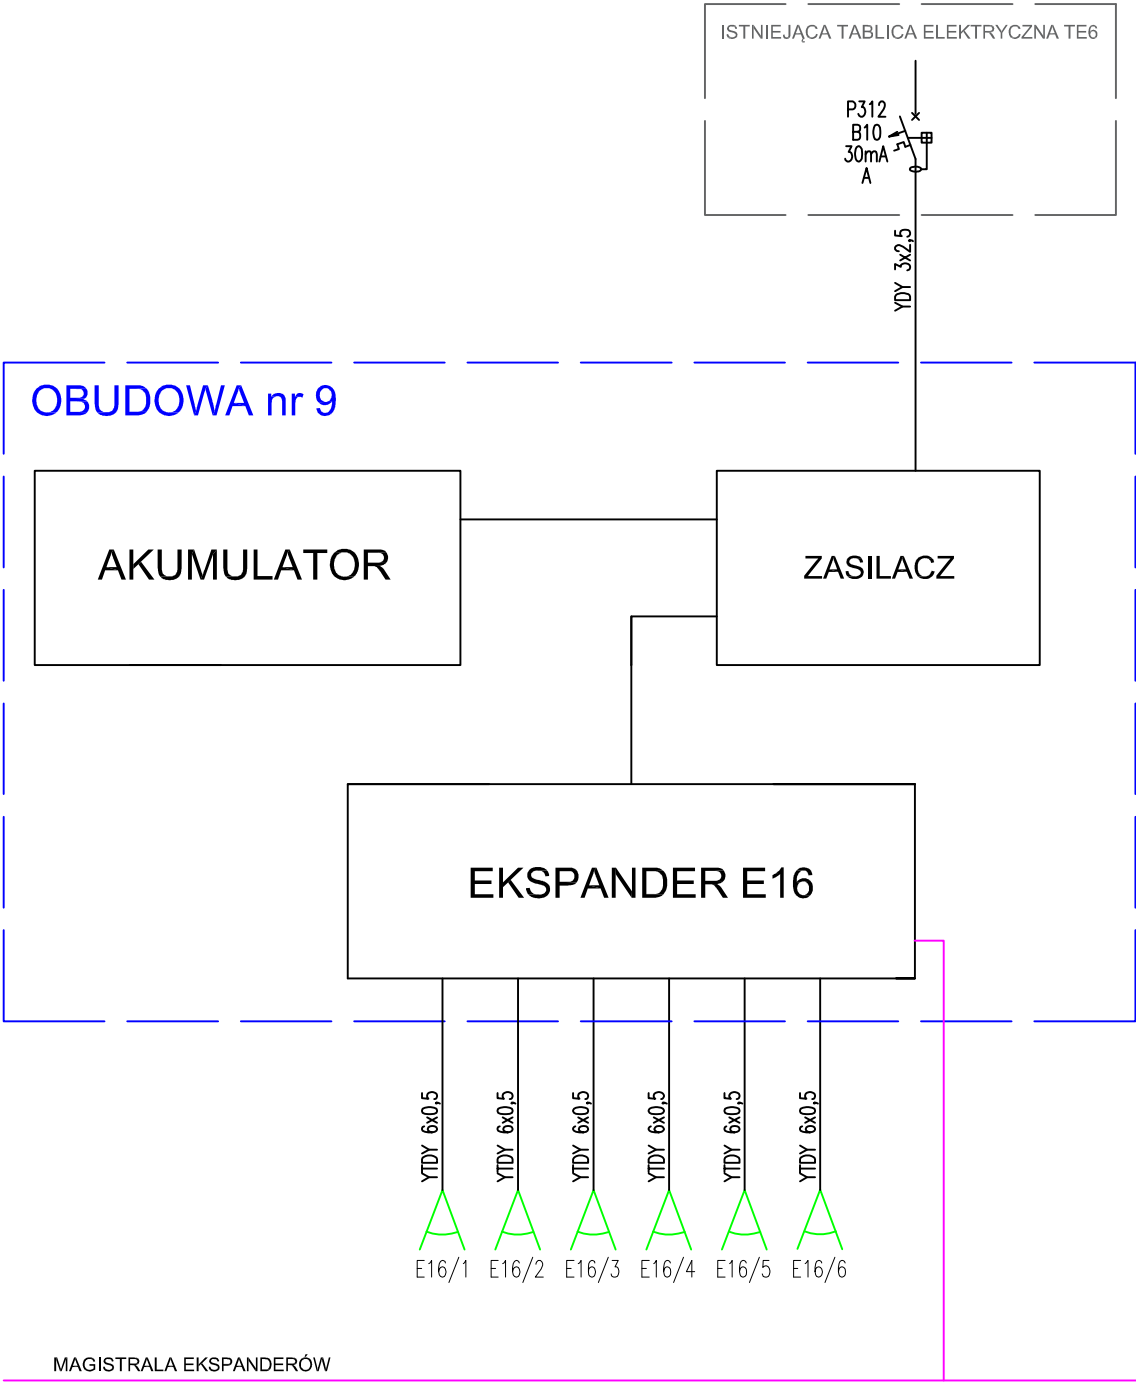 ISTNIEJĄCA TABLICA ELEKTRYCZNA TE6
P312
B10
30mA
A
YDY 3x2,5
OBUDOWA nr 9
AKUMULATOR
ZASILACZ
EKSPANDER E16
YTDY 6x0,5
YTDY 6x0,5
YTDY 6x0,5
YTDY 6x0,5
YTDY 6x0,5
YTDY 6x0,5
E16/1
E16/2
E16/3
E16/4
E16/5
E16/6
MAGISTRALA EKSPANDERÓW